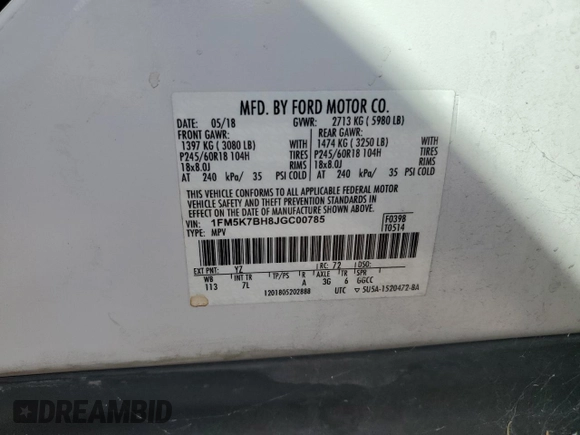 MFD. BY FORD MOTOR CO.
DATE: 05/18 GVWR: 2713 KG ( 5980 LB)
FRONT GAWR: REAR GAWR:
1397 KG ( 3080 LB) WITH 1474 KG ( 3250 LB) WITH
P245/60R18 104H TIRES P245/60R18 104H TIRES
18x8.0J RIMS 18x8.0J RIMS
AT 240 kPa/ 35 PSI COLD AT 240 kPa/ 35 PSI COLD
THIS VEHICLE CONFORMS TO ALL APPLICABLE FEDERAL MOTOR
VEHICLE SAFETY AND THEFT PREVENTION STANDARDS IN
EFFECT ON THE DATE OF MANUFACTURE SHOWN ABOVE.
VIN: 1FM5K7BH8JGC00785 F0398
TYPE: MPV T0514
EXT PNT: YZ RC: 72 DSO:
WB INT TR TP/PS R AXLE TR SPR
113 7L A 3G 6 GGCC
1201805202888 UTC ▽ 5U5A-1520472-BA
DREAMBID